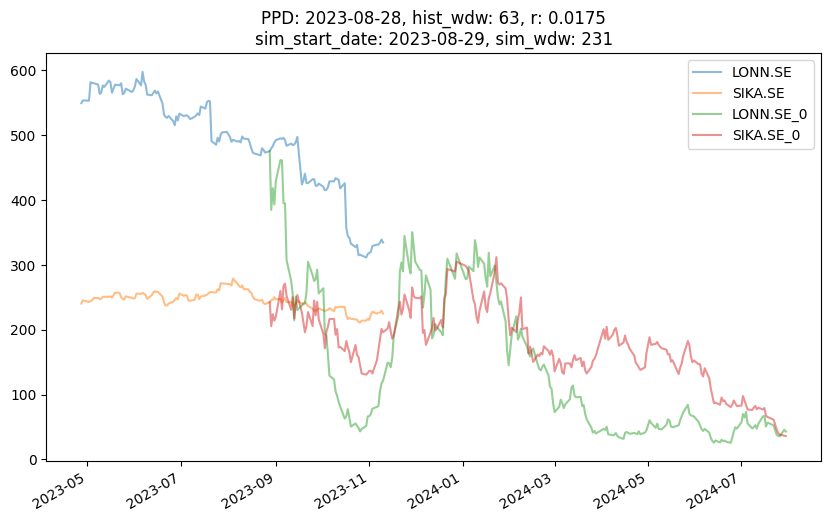 PPD: 2023-08-28, hist_wdw: 63, r: 0.0175
sim_start_date: 2023-08-29, sim_wdw: 231
LONN.SE
SIKA.SE
LONN.SE_0
SIKA.SE_0
600
500
400
300
200
100
0
2023-05
2023-07
2023-09
2023-11
2024-01
2024-03
2024-05
2024-07